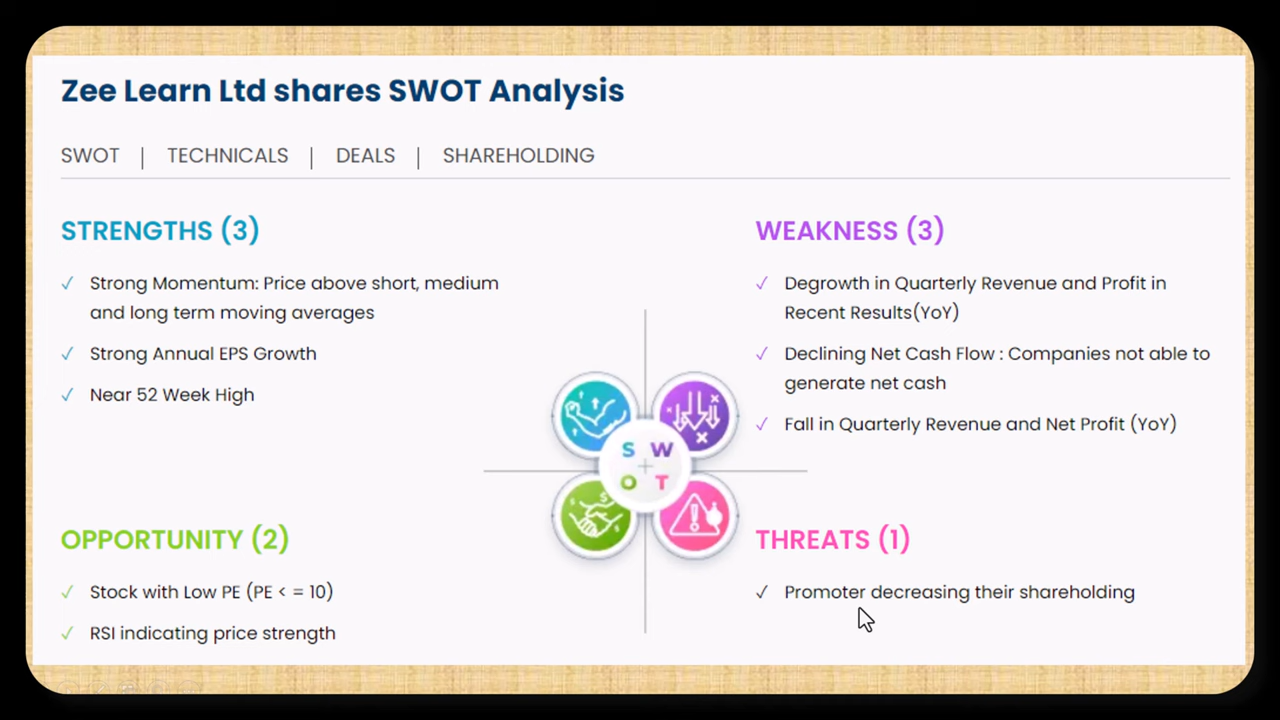 Zee Learn Ltd shares SWOT Analysis
SWOT | TECHNICALS | DEALS | SHAREHOLDING
STRENGTHS (3)
Strong Momentum: Price above short, medium
and long term moving averages
Strong Annual EPS Growth
Near 52 Week High
WEAKNESS (3)
Degrowth in Quarterly Revenue and Profit in
Recent Results(YoY)
Declining Net Cash Flow : Companies not able to
generate net cash
Fall in Quarterly Revenue and Net Profit (YoY)
S W
O T
OPPORTUNITY (2)
Stock with Low PE (PE < = 10)
RSI indicating price strength
THREATS (1)
Promoter decreasing their shareholding